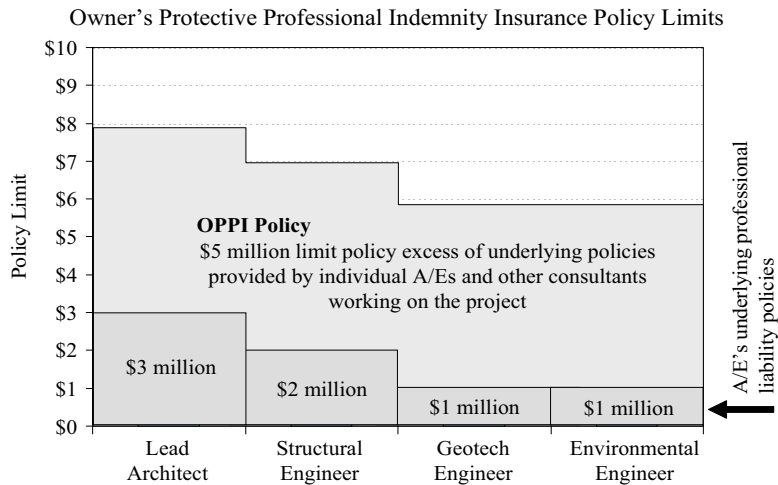 Owner’s Protective Professional Indemnity Insurance Policy Limits
Policy Limit
$10
$9
$8
$7
$6
$5
$4
$3
$2
$1
$0
OPPI Policy
$5 million limit policy excess of underlying policies
provided by individual A/Es and other consultants
working on the project
$3 million
$2 million
$1 million
$1 million
Lead
Architect
Structural
Engineer
Geotech
Engineer
Environmental
Engineer
A/E’s underlying professional
liability policies